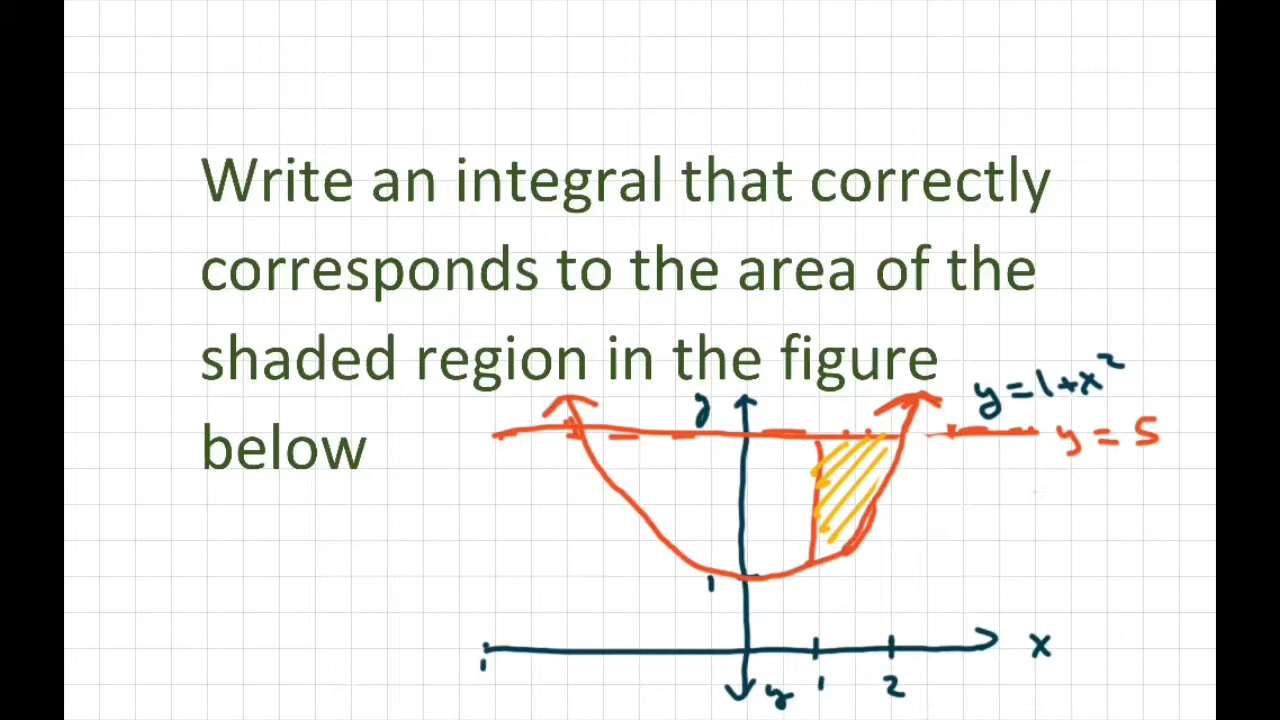 Write an integral that correctly
corresponds to the area of the
shaded region in the figure
below
y = 1 + x²
y
y = 5
1
x
1
2
y